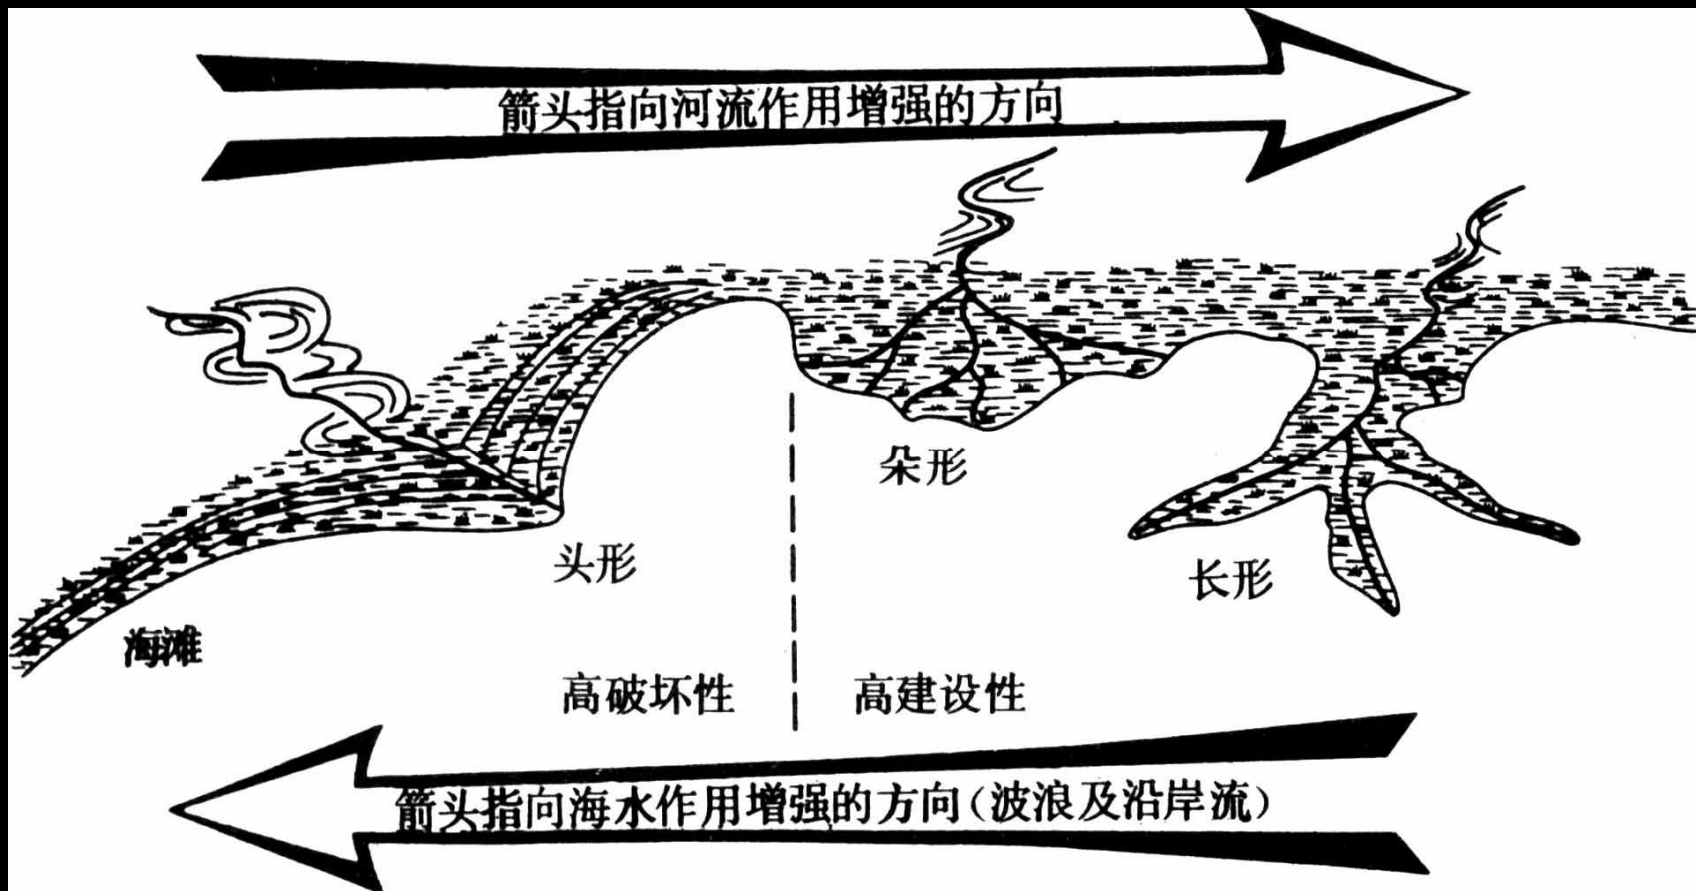 箭头指向河流作用增强的方向
朵形
头形
长形
海滩
高破坏性
高建设性
箭头指向海水作用增强的方向(波浪及沿岸流)